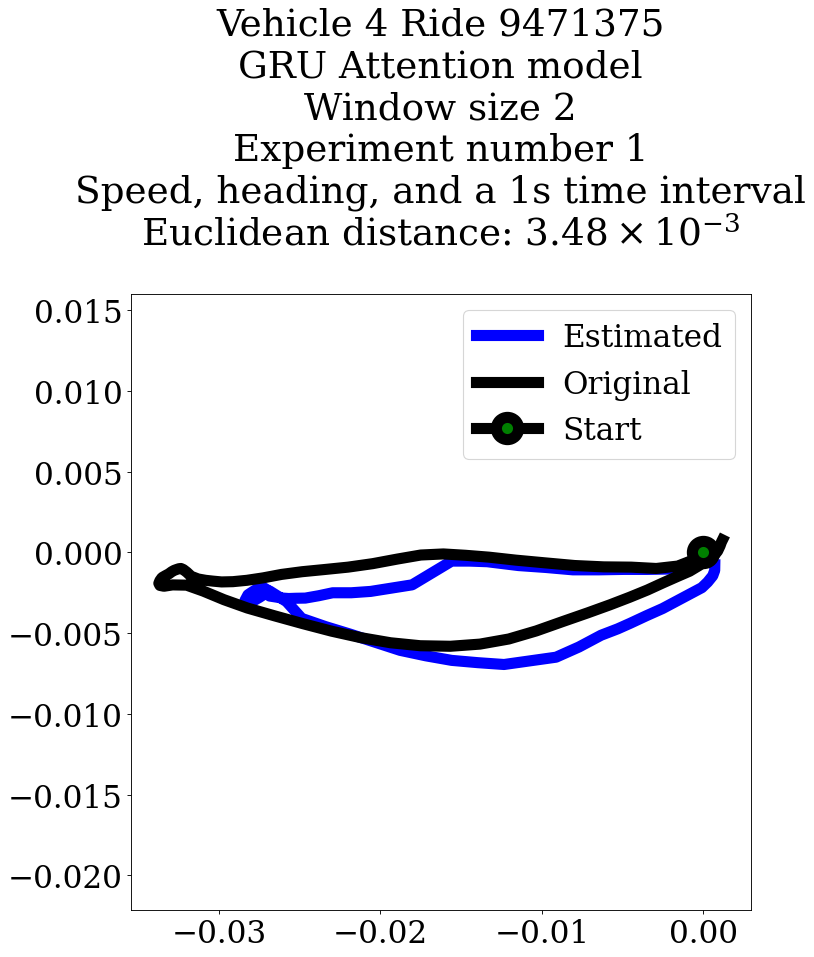 Vehicle 4 Ride 9471375
GRU Attention model
Window size 2
Experiment number 1
Speed, heading, and a 1s time interval
Euclidean distance: 3.48 × 10⁻³
0.015
Estimated
0.010
Original
Start
0.005
0.000
−0.005
−0.010
−0.015
−0.020
−0.03
−0.02
−0.01
0.00